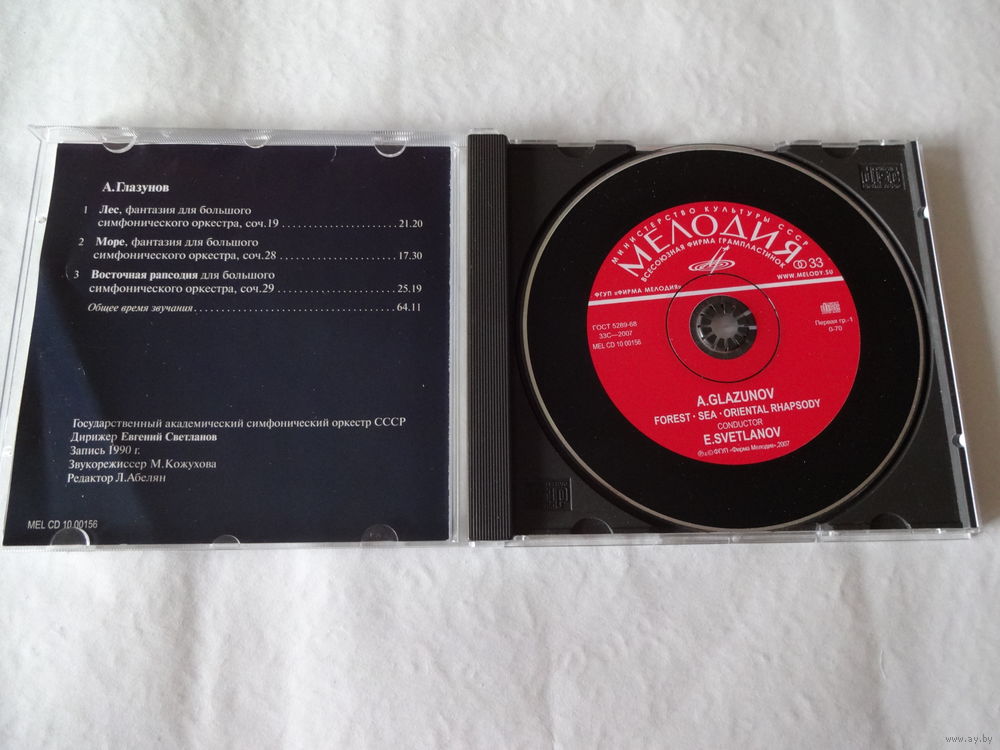 А.Глазунов
1 Лес, фантазия для большого
симфонического оркестра, соч.19 21.20
2 Море, фантазия для большого
симфонического оркестра, соч.28 17.30
3 Восточная рапсодия для большого
симфонического оркестра, соч.29 25.19
Общее время звучания 64.11
Государственный академический симфонический оркестр СССР
Дирижер Евгений Светланов
Запись 1990 г.
Звукорежиссер М.Кожухова
Редактор Л.Абелян
MEL CD 10 00156
МИНИСТЕРСТВО КУЛЬТУРЫ СССР
МЕЛОДИЯ
ВСЕСОЮЗНАЯ ФИРМА ГРАМПЛАСТИНОК
33
WWW.MELODY.SU
ФГУП «ФИРМА МЕЛОДИЯ»
ГОСТ 5289-68
33С—2007
MEL CD 10 00156
Первая гр.-1
0-70
A.GLAZUNOV
FOREST · SEA · ORIENTAL RHAPSODY
CONDUCTOR
E.SVETLANOV
℗&© ФГУП «Фирма Мелодия», 2007
www.ay.by